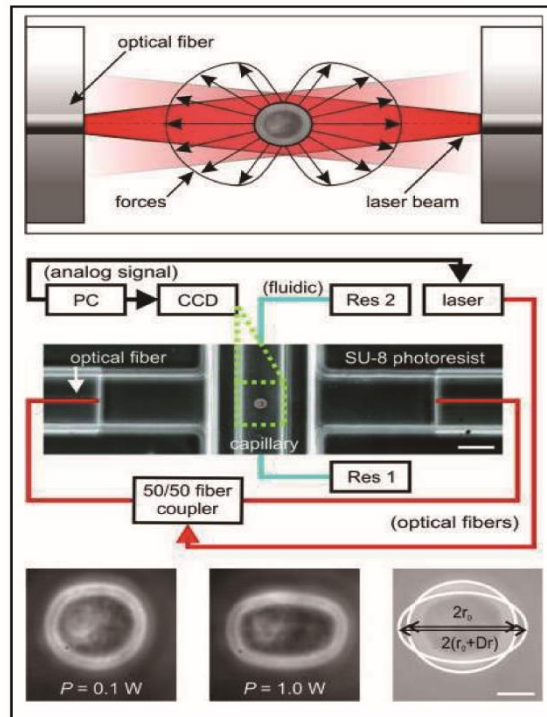 optical fiber
forces
laser beam
(analog signal)
(fluidic)
PC
CCD
Res 2
laser
optical fiber
SU-8 photoresist
capillary
50/50 fiber
coupler
Res 1
(optical fibers)
P = 0.1 W
P = 1.0 W
2r₀
2(r₀+Dr)